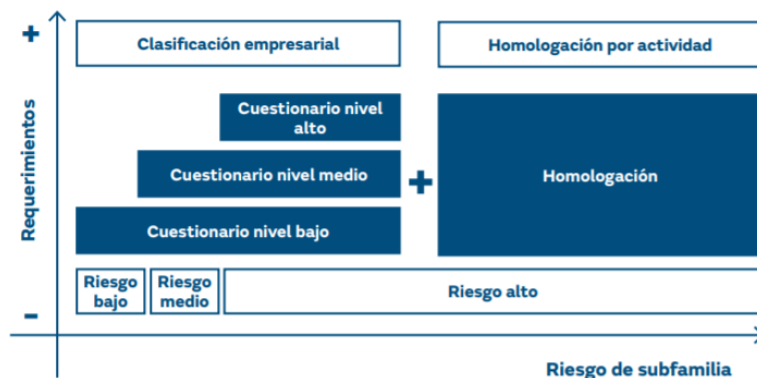 +
Clasificación empresarial
Homologación por actividad
Requerimientos
Cuestionario nivel
alto
Cuestionario nivel medio
+
Homologación
Cuestionario nivel bajo
Riesgo
bajo
Riesgo
medio
Riesgo alto
-
Riesgo de subfamilia